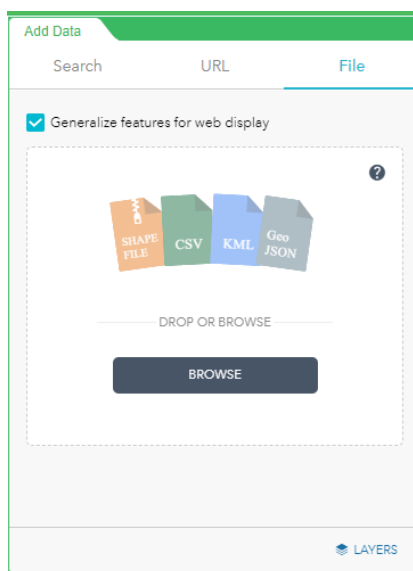 Add Data
Search URL File
Generalize features for web display
SHAPE FILE CSV KML Geo JSON
DROP OR BROWSE
BROWSE
LAYERS